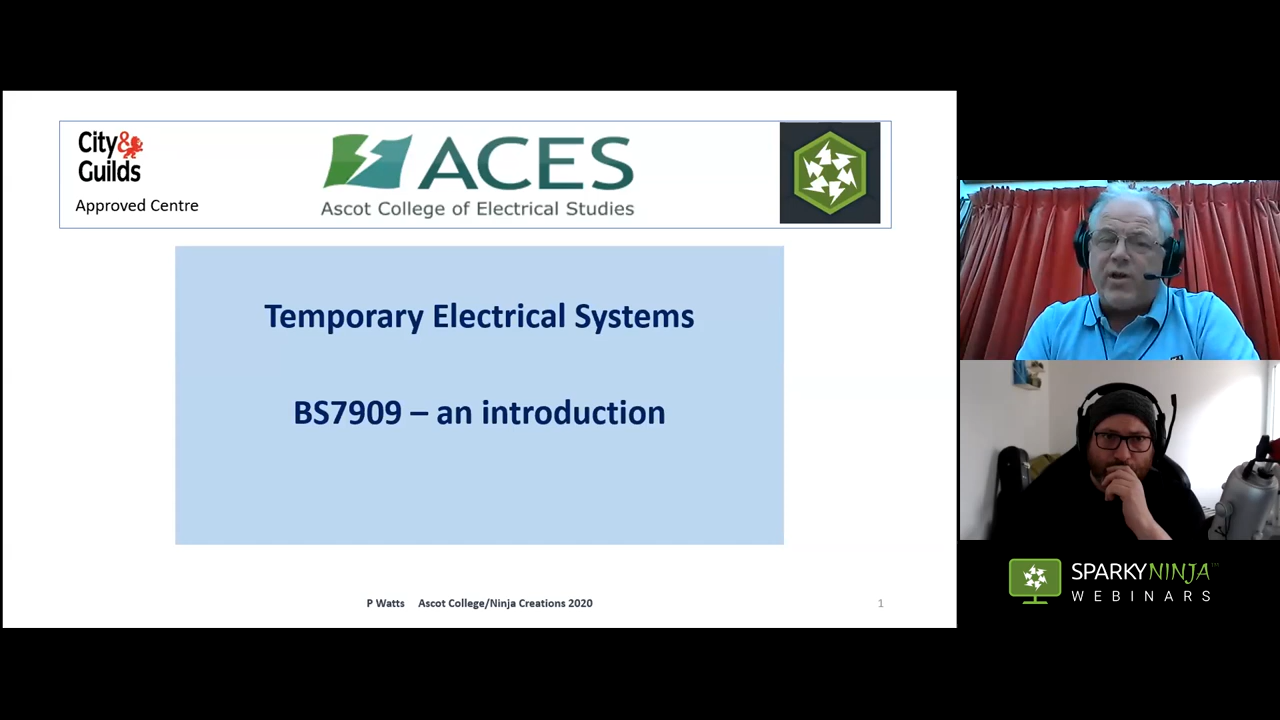 City&
Guilds
Approved Centre
ACES
Ascot College of Electrical Studies
Temporary Electrical Systems
BS7909 – an introduction
P Watts Ascot College/Ninja Creations 2020
1
SPARKYNINJA™
WEBINARS